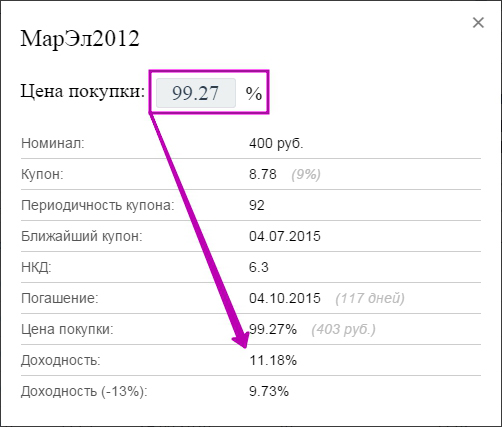 МарЭл2012
Цена покупки: 99.27 %
Номинал: 400 руб.
Купон: 8.78 (9%)
Периодичность купона: 92
Ближайший купон: 04.07.2015
НКД: 6.3
Погашение: 04.10.2015 (117 дней)
Цена покупки: 99.27% (403 руб.)
Доходность: 11.18%
Доходность (-13%): 9.73%